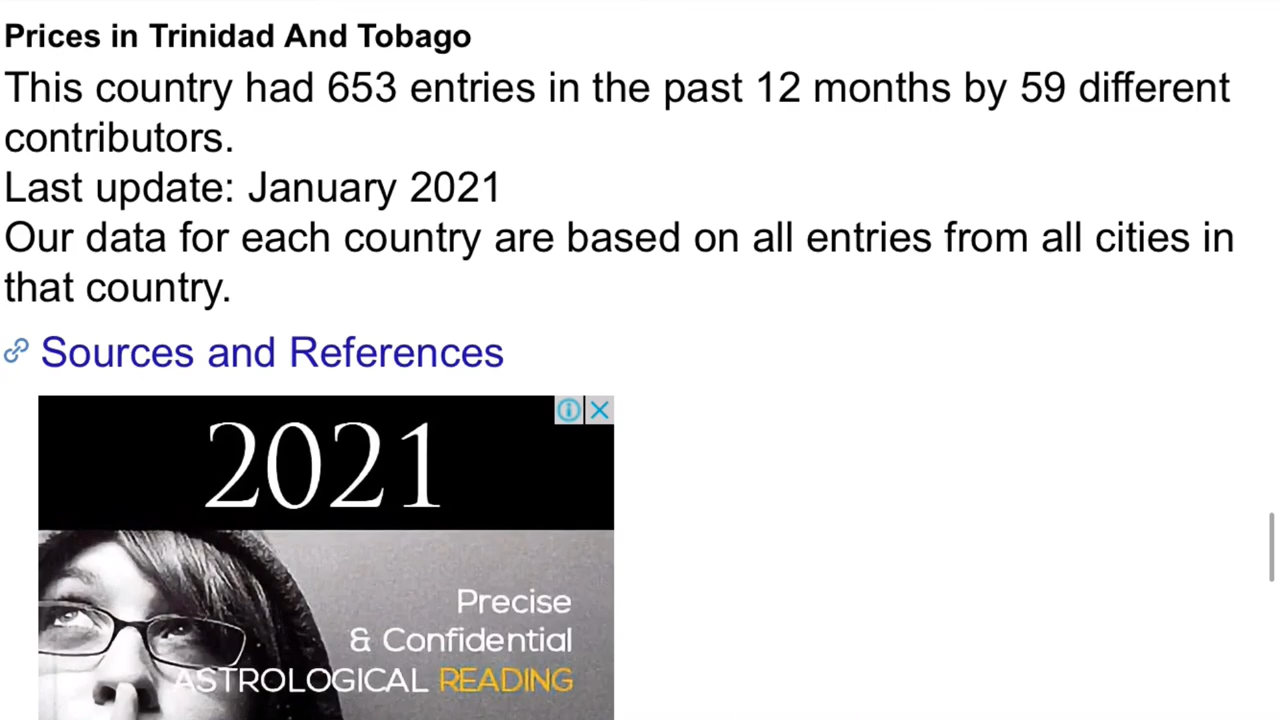 Prices in Trinidad And Tobago
This country had 653 entries in the past 12 months by 59 different
contributors.
Last update: January 2021
Our data for each country are based on all entries from all cities in
that country.
Sources and References
2021
Precise
& Confidential
ASTROLOGICAL READING